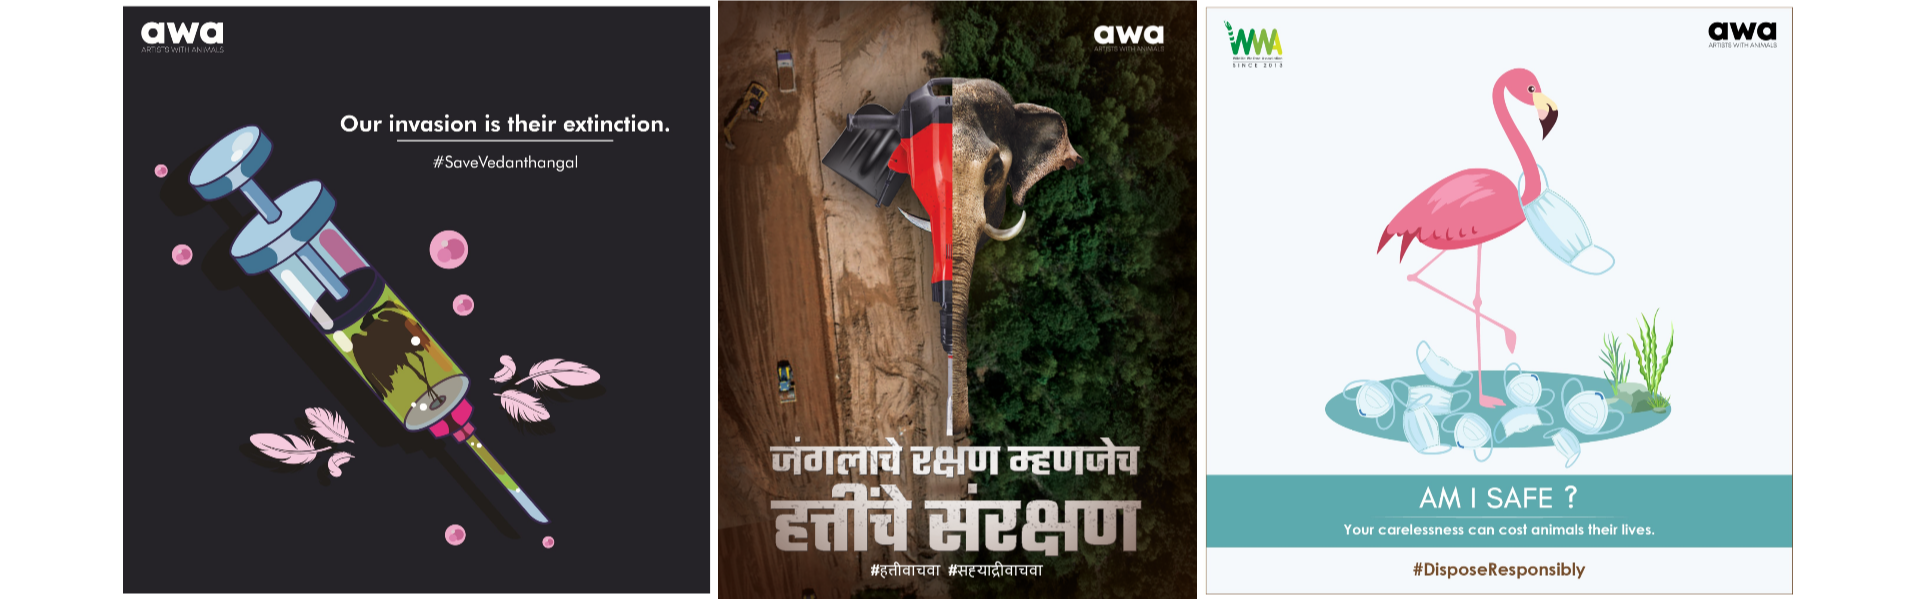 awa
ARTISTS WITH ANIMALS
Our invasion is their extinction.
#SaveVedanthangal
awa
ARTISTS WITH ANIMALS
जंगलाचे रक्षण म्हणजेच
हत्तींचे संरक्षण
#हत्तीवाचवा #सह्याद्रीवाचवा
WWA
SINCE 2013
awa
ARTISTS WITH ANIMALS
AM I SAFE ?
Your carelessness can cost animals their lives.
#DisposeResponsibly